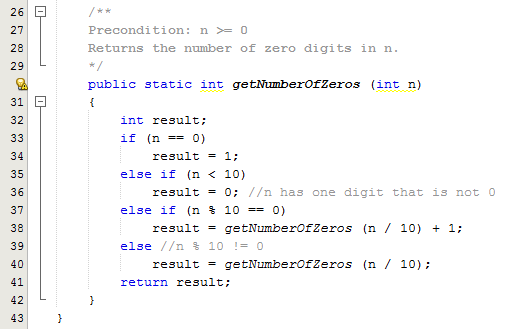 26 /**
27 Precondition: n >= 0
28 Returns the number of zero digits in n.
29 */
public static int getNumberOfZeros (int n)
31 {
32 int result;
33 if (n == 0)
34 result = 1;
35 else if (n < 10)
36 result = 0; //n has one digit that is not 0
37 else if (n % 10 == 0)
38 result = getNumberOfZeros (n / 10) + 1;
39 else //n % 10 != 0
40 result = getNumberOfZeros (n / 10);
41 return result;
42 }
43 }